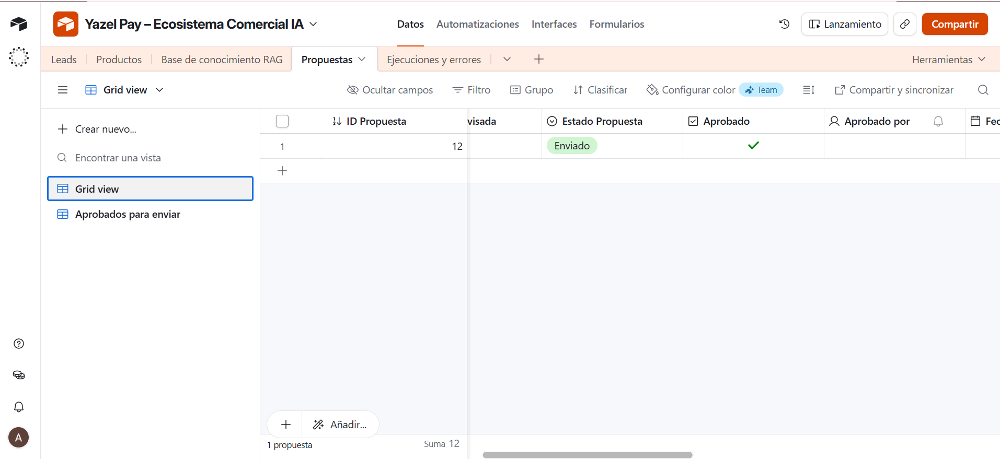 Yazel Pay – Ecosistema Comercial IA
Datos
Automatizaciones
Interfaces
Formularios
Lanzamiento
Compartir
Leads
Productos
Base de conocimiento RAG
Propuestas
Ejecuciones y errores
Herramientas
Grid view
Ocultar campos
Filtro
Grupo
Clasificar
Configurar color
Team
Compartir y sincronizar
Crear nuevo...
Encontrar una vista
Grid view
Aprobados para enviar
ID Propuesta
visada
Estado Propuesta
Aprobado
Aprobado por
Fec
1
12
Enviado
Añadir...
1 propuesta
Suma 12
A